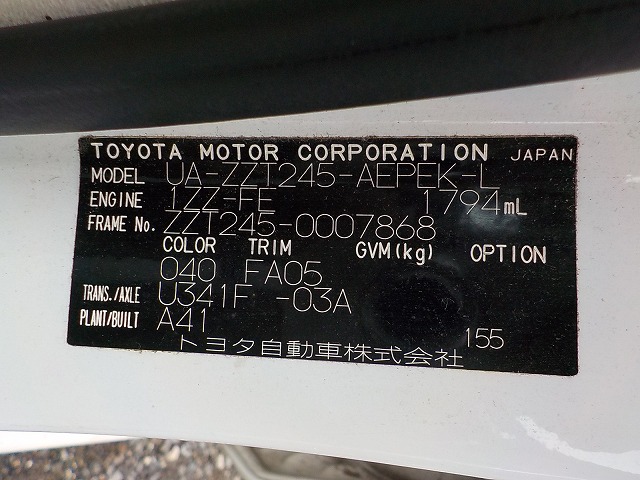 TOYOTA MOTOR CORPORATION JAPAN
MODEL UA-ZZT245-AEPEK-L
ENGINE 1ZZ-FE 1794mL
FRAME No. ZZT245-0007868
COLOR TRIM GVM(kg) OPTION
040 FA05
TRANS./AXLE U341F -03A
PLANT/BUILT A41
155
トヨタ自動車株式会社